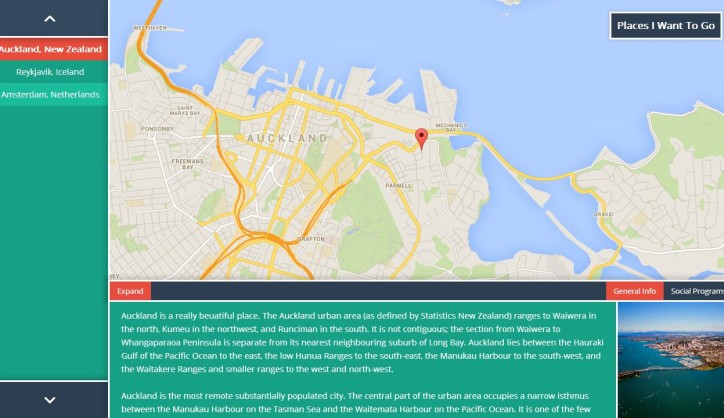 Auckland, New Zealand
Reykjavik, Iceland
Amsterdam, Netherlands
Places I Want To Go
WESTHAVEN
SAINT
MARYS BAY
PONSONBY
AUCKLAND
MECHANICS
BAY
FREEMANS
BAY
PARNELL
ORAKEI
GRAFTON
Expand
General Info
Social Programs
Auckland is a really beuatiful place. The Auckland urban area (as defined by Statistics New Zealand) ranges to Waiwera in
the north, Kumeu in the northwest, and Runciman in the south. It is not contiguous; the section from Waiwera to
Whangaparaoa Peninsula is separate from its nearest neighbouring suburb of Long Bay. Auckland lies between the Hauraki
Gulf of the Pacific Ocean to the east, the low Hunua Ranges to the south-east, the Manukau Harbour to the south-west, and
the Waitakere Ranges and smaller ranges to the west and north-west.
Auckland is the most remote substantially populated city. The central part of the urban area occupies a narrow isthmus
between the Manukau Harbour on the Tasman Sea and the Waitemata Harbour on the Pacific Ocean. It is one of the few